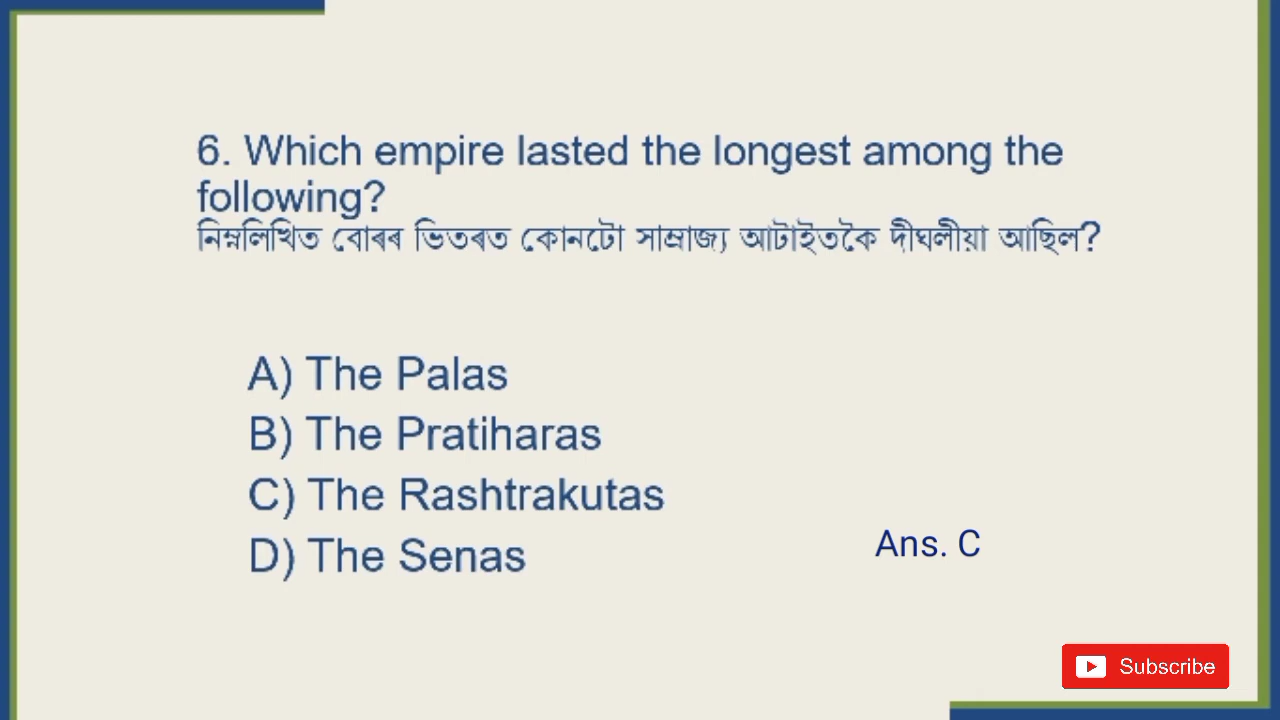 6. Which empire lasted the longest among the
following?
নিম্নলিখিত বোৰৰ ভিতৰত কোনটো সাম্ৰাজ্য আটাইতকৈ দীঘলীয়া আছিল?
A) The Palas
B) The Pratiharas
C) The Rashtrakutas
D) The Senas
Ans. C
Subscribe